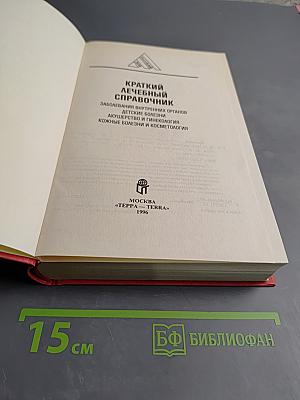 КРАТКИЙ
ЛЕЧЕБНЫЙ
СПРАВОЧНИК
ЗАБОЛЕВАНИЯ ВНУТРЕННИХ ОРГАНОВ
ДЕТСКИЕ БОЛЕЗНИ
АКУШЕРСТВО И ГИНЕКОЛОГИЯ
КОЖНЫЕ БОЛЕЗНИ И КОСМЕТОЛОГИЯ
МОСКВА
«ТЕРРА — TERRA»
1996
15 см
БФ БИБЛИОФАН